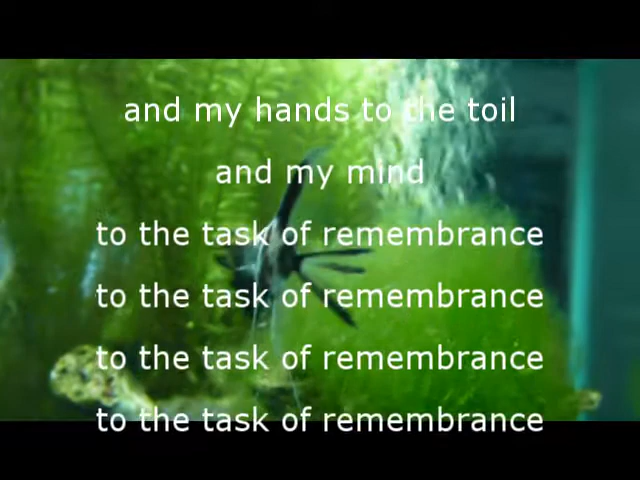 and my hands to the toil
and my mind
to the task of remembrance
to the task of remembrance
to the task of remembrance
to the task of remembrance